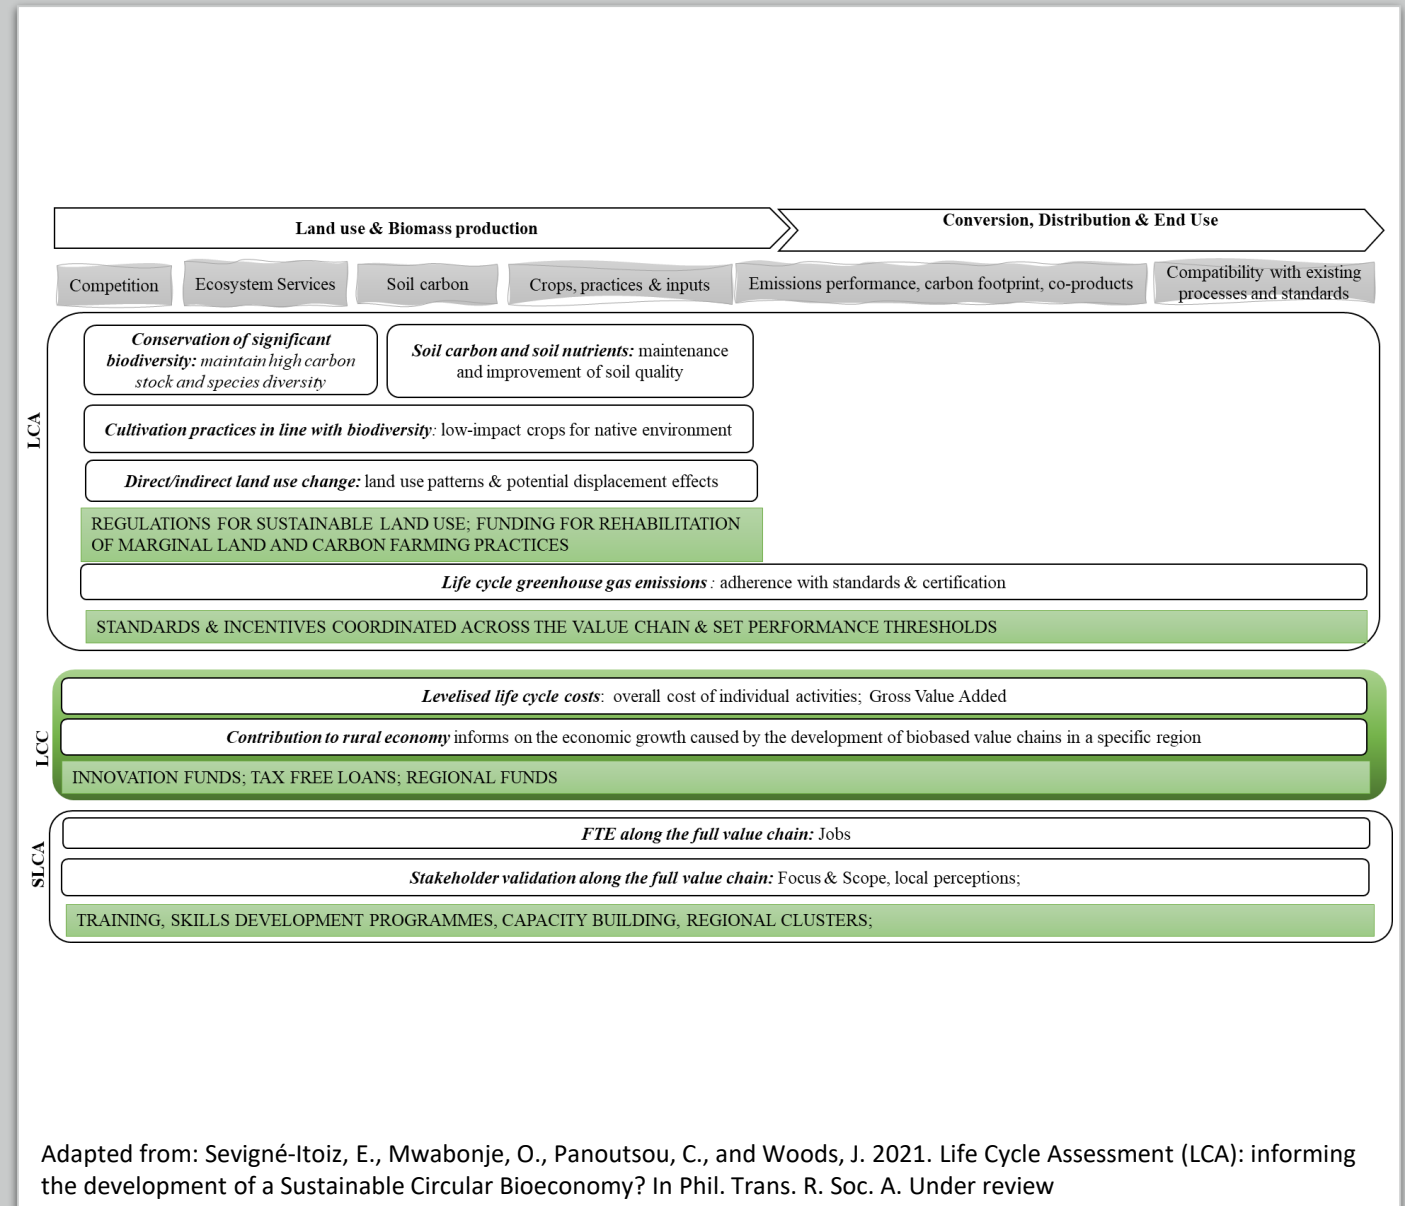 Land use & Biomass production
Conversion, Distribution & End Use
Competition
Ecosystem Services
Soil carbon
Crops, practices & inputs
Emissions performance, carbon footprint, co-products
Compatibility with existing
processes and standards
LCA
Conservation of significant
biodiversity: maintain high carbon
stock and species diversity
Soil carbon and soil nutrients: maintenance
and improvement of soil quality
Cultivation practices in line with biodiversity: low-impact crops for native environment
Direct/indirect land use change: land use patterns & potential displacement effects
REGULATIONS FOR SUSTAINABLE LAND USE; FUNDING FOR REHABILITATION
OF MARGINAL LAND AND CARBON FARMING PRACTICES
Life cycle greenhouse gas emissions : adherence with standards & certification
STANDARDS & INCENTIVES COORDINATED ACROSS THE VALUE CHAIN & SET PERFORMANCE THRESHOLDS
LCC
Levelised life cycle costs: overall cost of individual activities; Gross Value Added
Contribution to rural economy informs on the economic growth caused by the development of biobased value chains in a specific region
INNOVATION FUNDS; TAX FREE LOANS; REGIONAL FUNDS
SLCA
FTE along the full value chain: Jobs
Stakeholder validation along the full value chain: Focus & Scope, local perceptions;
TRAINING, SKILLS DEVELOPMENT PROGRAMMES, CAPACITY BUILDING, REGIONAL CLUSTERS;
Adapted from: Sevigné-Itoiz, E., Mwabonje, O., Panoutsou, C., and Woods, J. 2021. Life Cycle Assessment (LCA): informing
the development of a Sustainable Circular Bioeconomy? In Phil. Trans. R. Soc. A. Under review